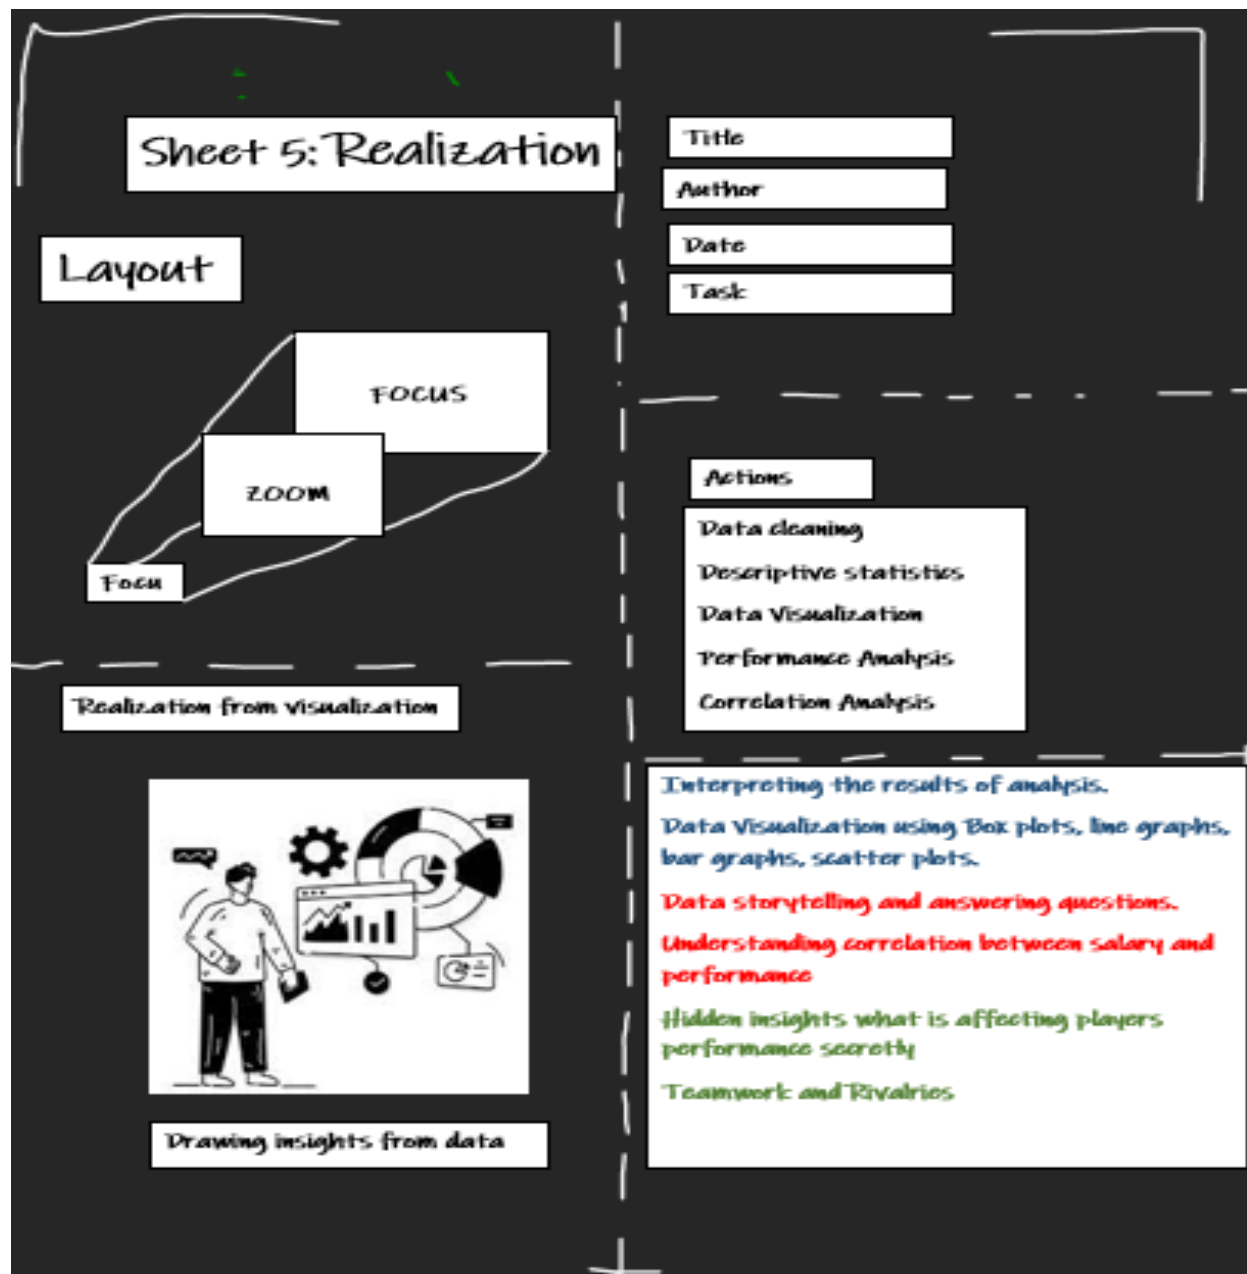 Sheet 5: Realization
Layout
FOCUS
ZOOM
Focu
Realization from visualization
Drawing insights from data
Title
Author
Date
Task
Actions
Data cleaning
Descriptive statistics
Data Visualization
Performance Analysis
Correlation Analysis
Interpreting the results of analysis.
Data Visualization using Box plots, line graphs,
bar graphs, scatter plots.
Data storytelling and answering questions.
Understanding correlation between salary and
performance
Hidden insights what is affecting players
performance secretly
Teamwork and Rivalries